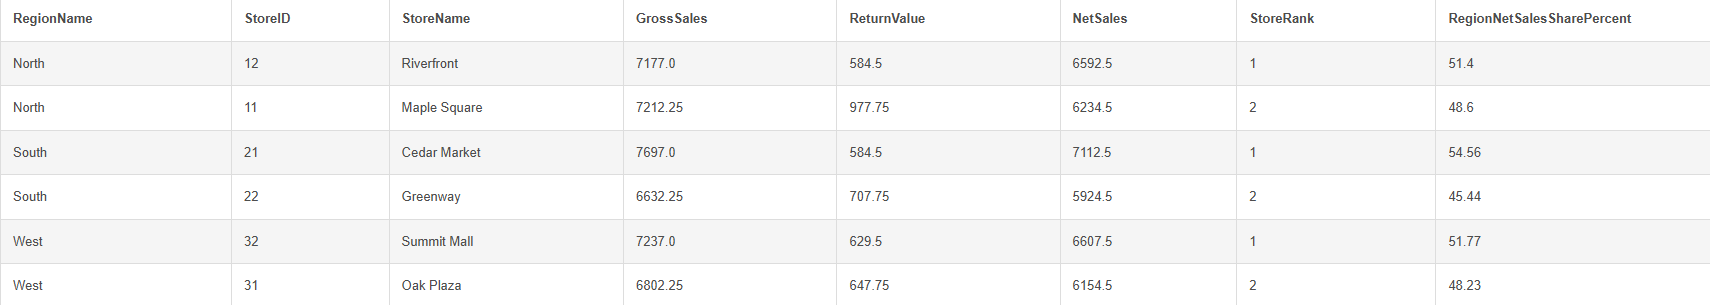 RegionName StoreID StoreName GrossSales ReturnValue NetSales StoreRank RegionNetSalesSharePercent
North 12 Riverfront 7177.0 584.5 6592.5 1 51.4
North 11 Maple Square 7212.25 977.75 6234.5 2 48.6
South 21 Cedar Market 7697.0 584.5 7112.5 1 54.56
South 22 Greenway 6632.25 707.75 5924.5 2 45.44
West 32 Summit Mall 7237.0 629.5 6607.5 1 51.77
West 31 Oak Plaza 6802.25 647.75 6154.5 2 48.23